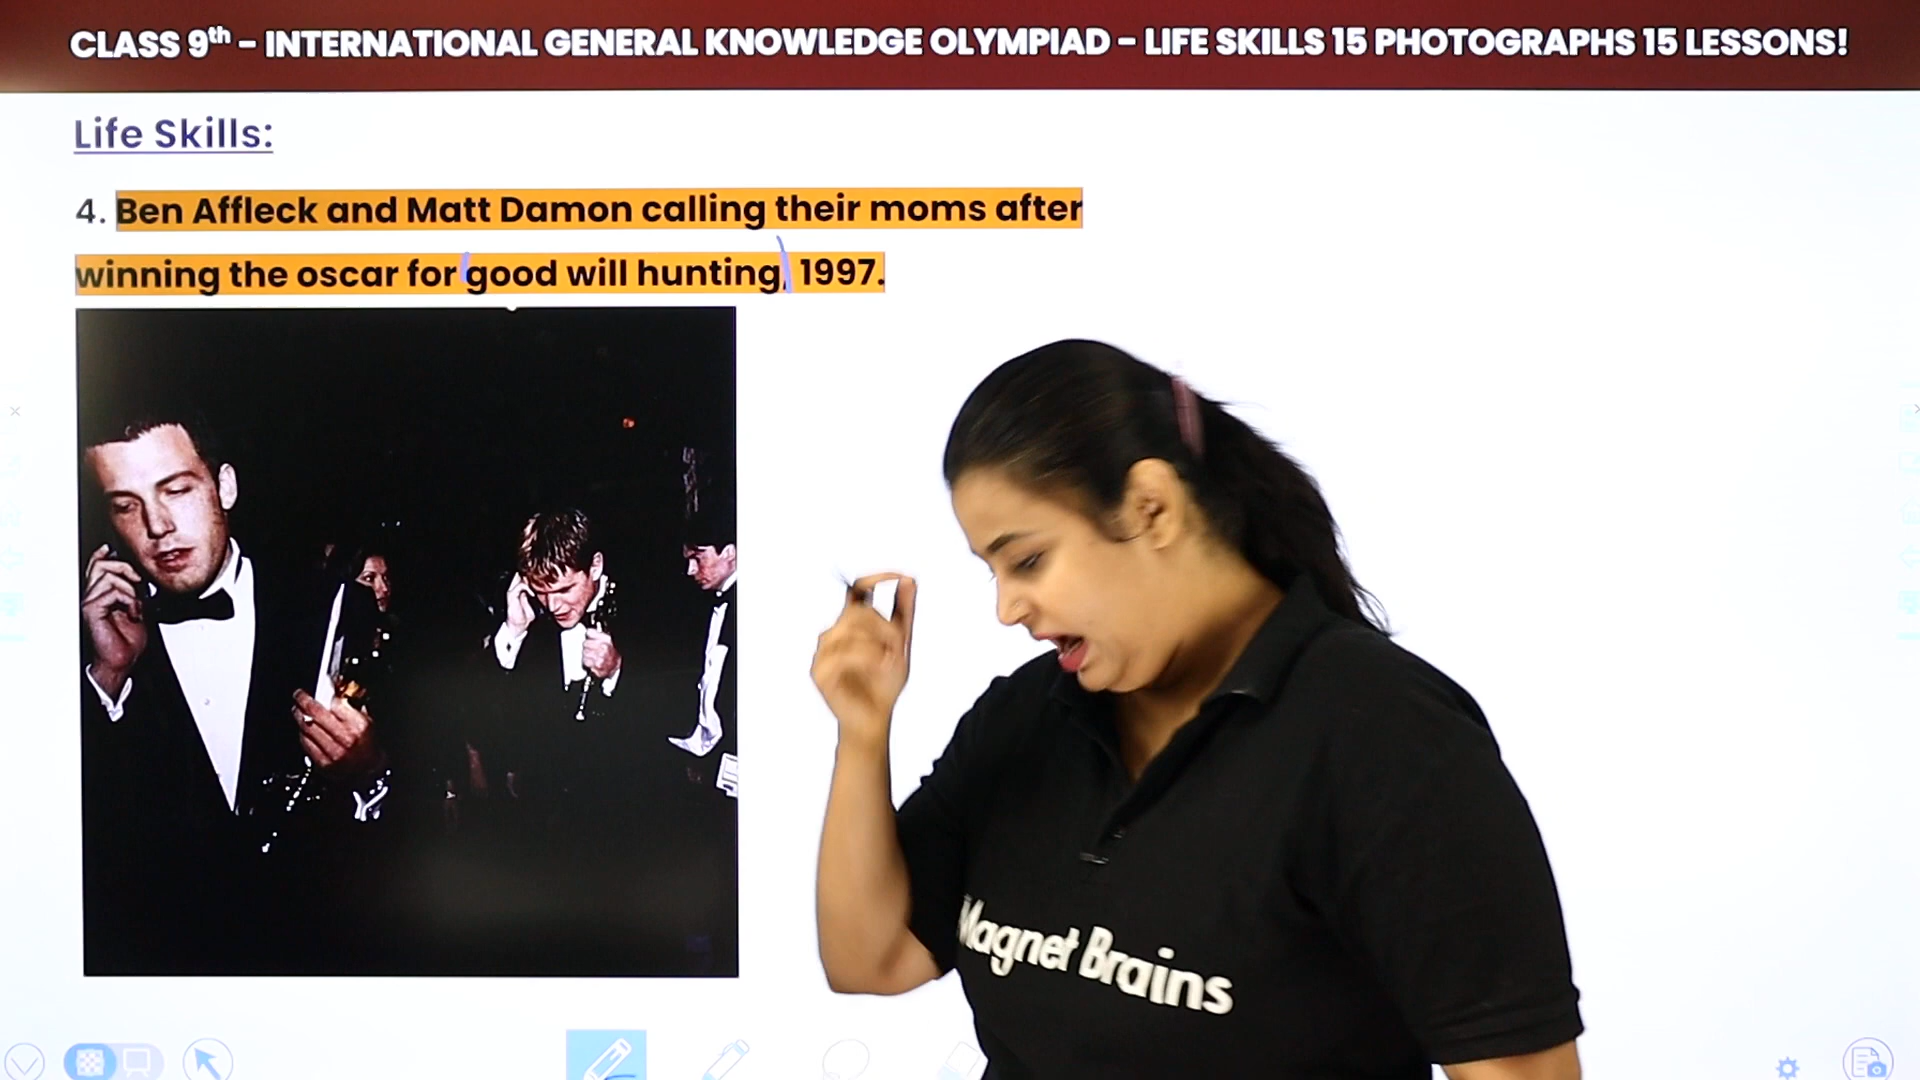 CLASS 9th - INTERNATIONAL GENERAL KNOWLEDGE OLYMPIAD - LIFE SKILLS 15 PHOTOGRAPHS 15 LESSONS!
Life Skills:
4. Ben Affleck and Matt Damon calling their moms after
winning the oscar for good will hunting, 1997.
Magnet Brains